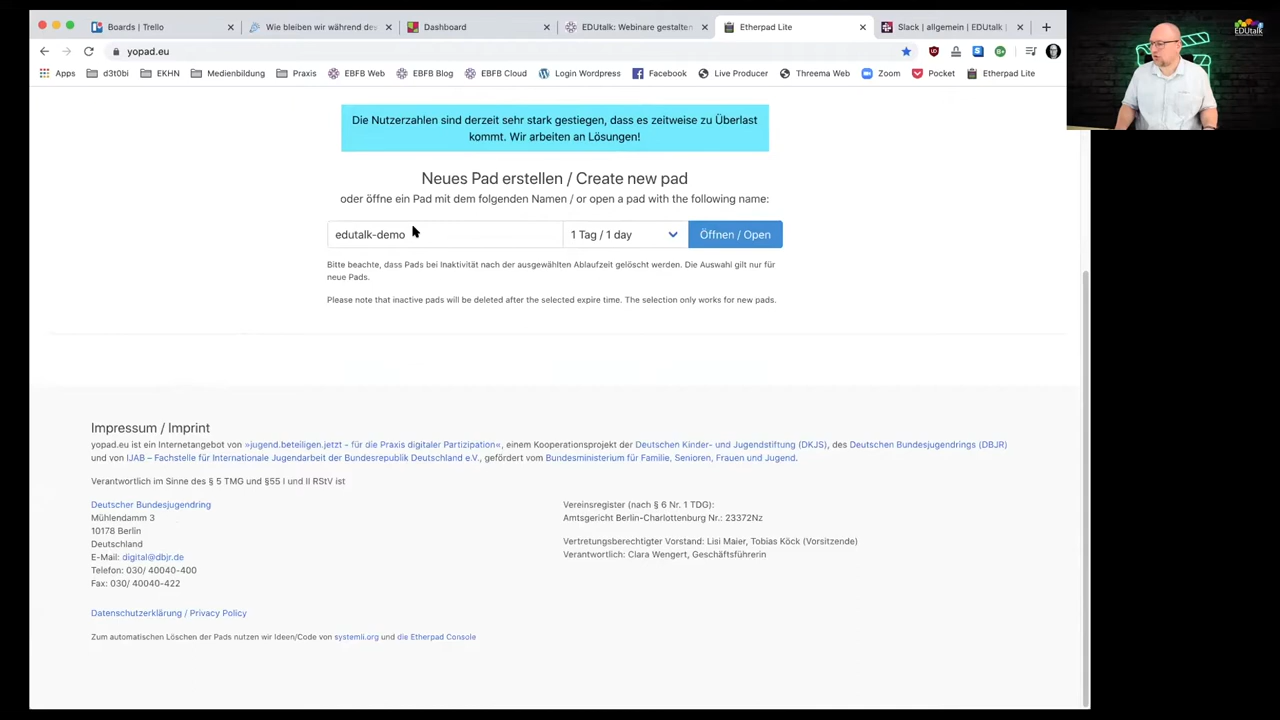 Boards | Trello
Wie bleiben wir während des
Dashboard
EDUtalk: Webinare gestalten
Etherpad Lite
Slack | allgemein | EDUtalk
EDUtalk
yopad.eu
Apps
d3t0bi
EKHN
Medienbildung
Praxis
EBFB Web
EBFB Blog
EBFB Cloud
Login Wordpress
Facebook
Live Producer
Threema Web
Zoom
Pocket
Etherpad Lite
Die Nutzerzahlen sind derzeit sehr stark gestiegen, dass es zeitweise zu Überlast
kommt. Wir arbeiten an Lösungen!
Neues Pad erstellen / Create new pad
oder öffne ein Pad mit dem folgenden Namen / or open a pad with the following name:
edutalk-demo
1 Tag / 1 day
Öffnen / Open
Bitte beachte, dass Pads bei Inaktivität nach der ausgewählten Ablaufzeit gelöscht werden. Die Auswahl gilt nur für
neue Pads.
Please note that inactive pads will be deleted after the selected expire time. The selection only works for new pads.
Impressum / Imprint
yopad.eu ist ein Internetangebot von »jugend.beteiligen.jetzt - für die Praxis digitaler Partizipation«, einem Kooperationsprojekt der Deutschen Kinder- und Jugendstiftung (DKJS), des Deutschen Bundesjugendrings (DBJR)
und von IJAB – Fachstelle für Internationale Jugendarbeit der Bundesrepublik Deutschland e.V., gefördert vom Bundesministerium für Familie, Senioren, Frauen und Jugend.
Verantwortlich im Sinne des § 5 TMG und §55 I und II RStV ist
Deutscher Bundesjugendring
Mühlendamm 3
10178 Berlin
Deutschland
E-Mail: digital@dbjr.de
Telefon: 030/ 40040-400
Fax: 030/ 40040-422
Vereinsregister (nach § 6 Nr. 1 TDG):
Amtsgericht Berlin-Charlottenburg Nr.: 23372Nz
Vertretungsberechtigter Vorstand: Lisi Maier, Tobias Köck (Vorsitzende)
Verantwortlich: Clara Wengert, Geschäftsführerin
Datenschutzerklärung / Privacy Policy
Zum automatischen Löschen der Pads nutzen wir Ideen/Code von systemli.org und die Etherpad Console